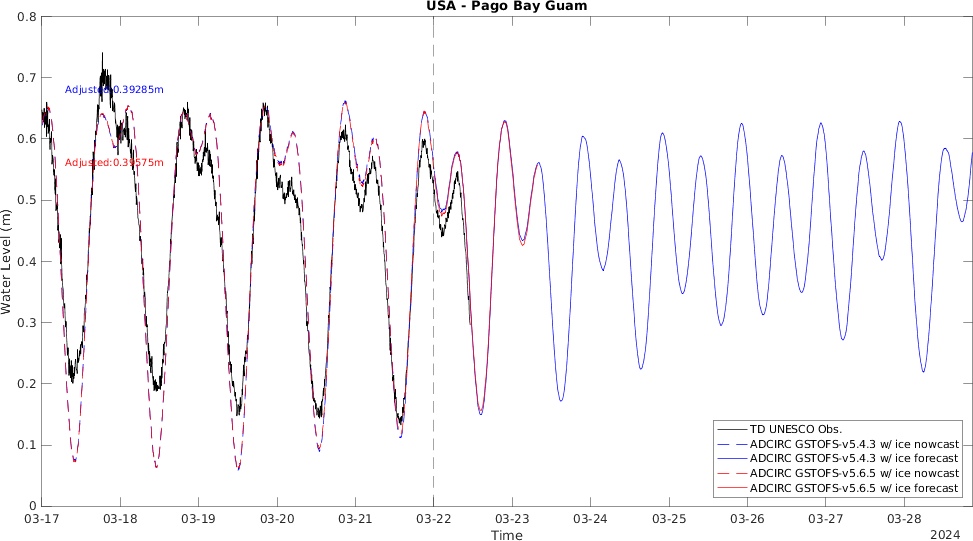 USA - Pago Bay Guam
0.8
0.7
0.6
0.5
0.4
0.3
0.2
0.1
0
Water Level (m)
Adjusted:0.39285m
Adjusted:0.39575m
TD UNESCO Obs.
ADCIRC GSTOFS-v5.4.3 w/ ice nowcast
ADCIRC GSTOFS-v5.4.3 w/ ice forecast
ADCIRC GSTOFS-v5.6.5 w/ ice nowcast
ADCIRC GSTOFS-v5.6.5 w/ ice forecast
03-17 03-18 03-19 03-20 03-21 03-22 03-23 03-24 03-25 03-26 03-27 03-28
Time
2024